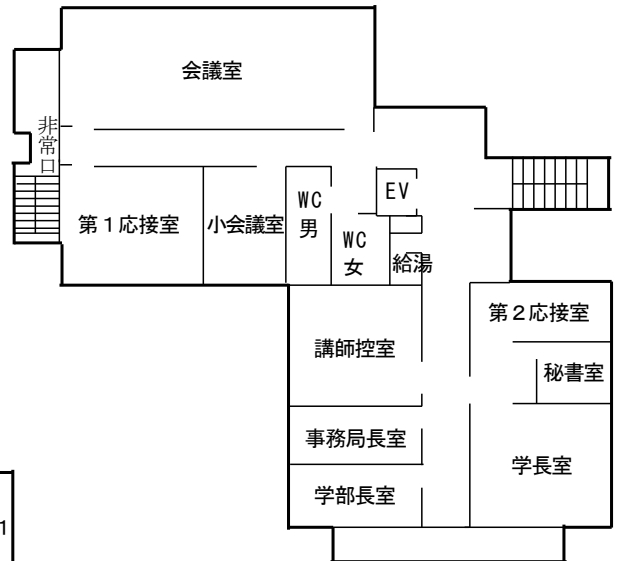 会議室
非常口
第１応接室
小会議室
WC
男
WC
女
EV
給湯
第２応接室
講師控室
秘書室
事務局長室
学長室
学部長室
1